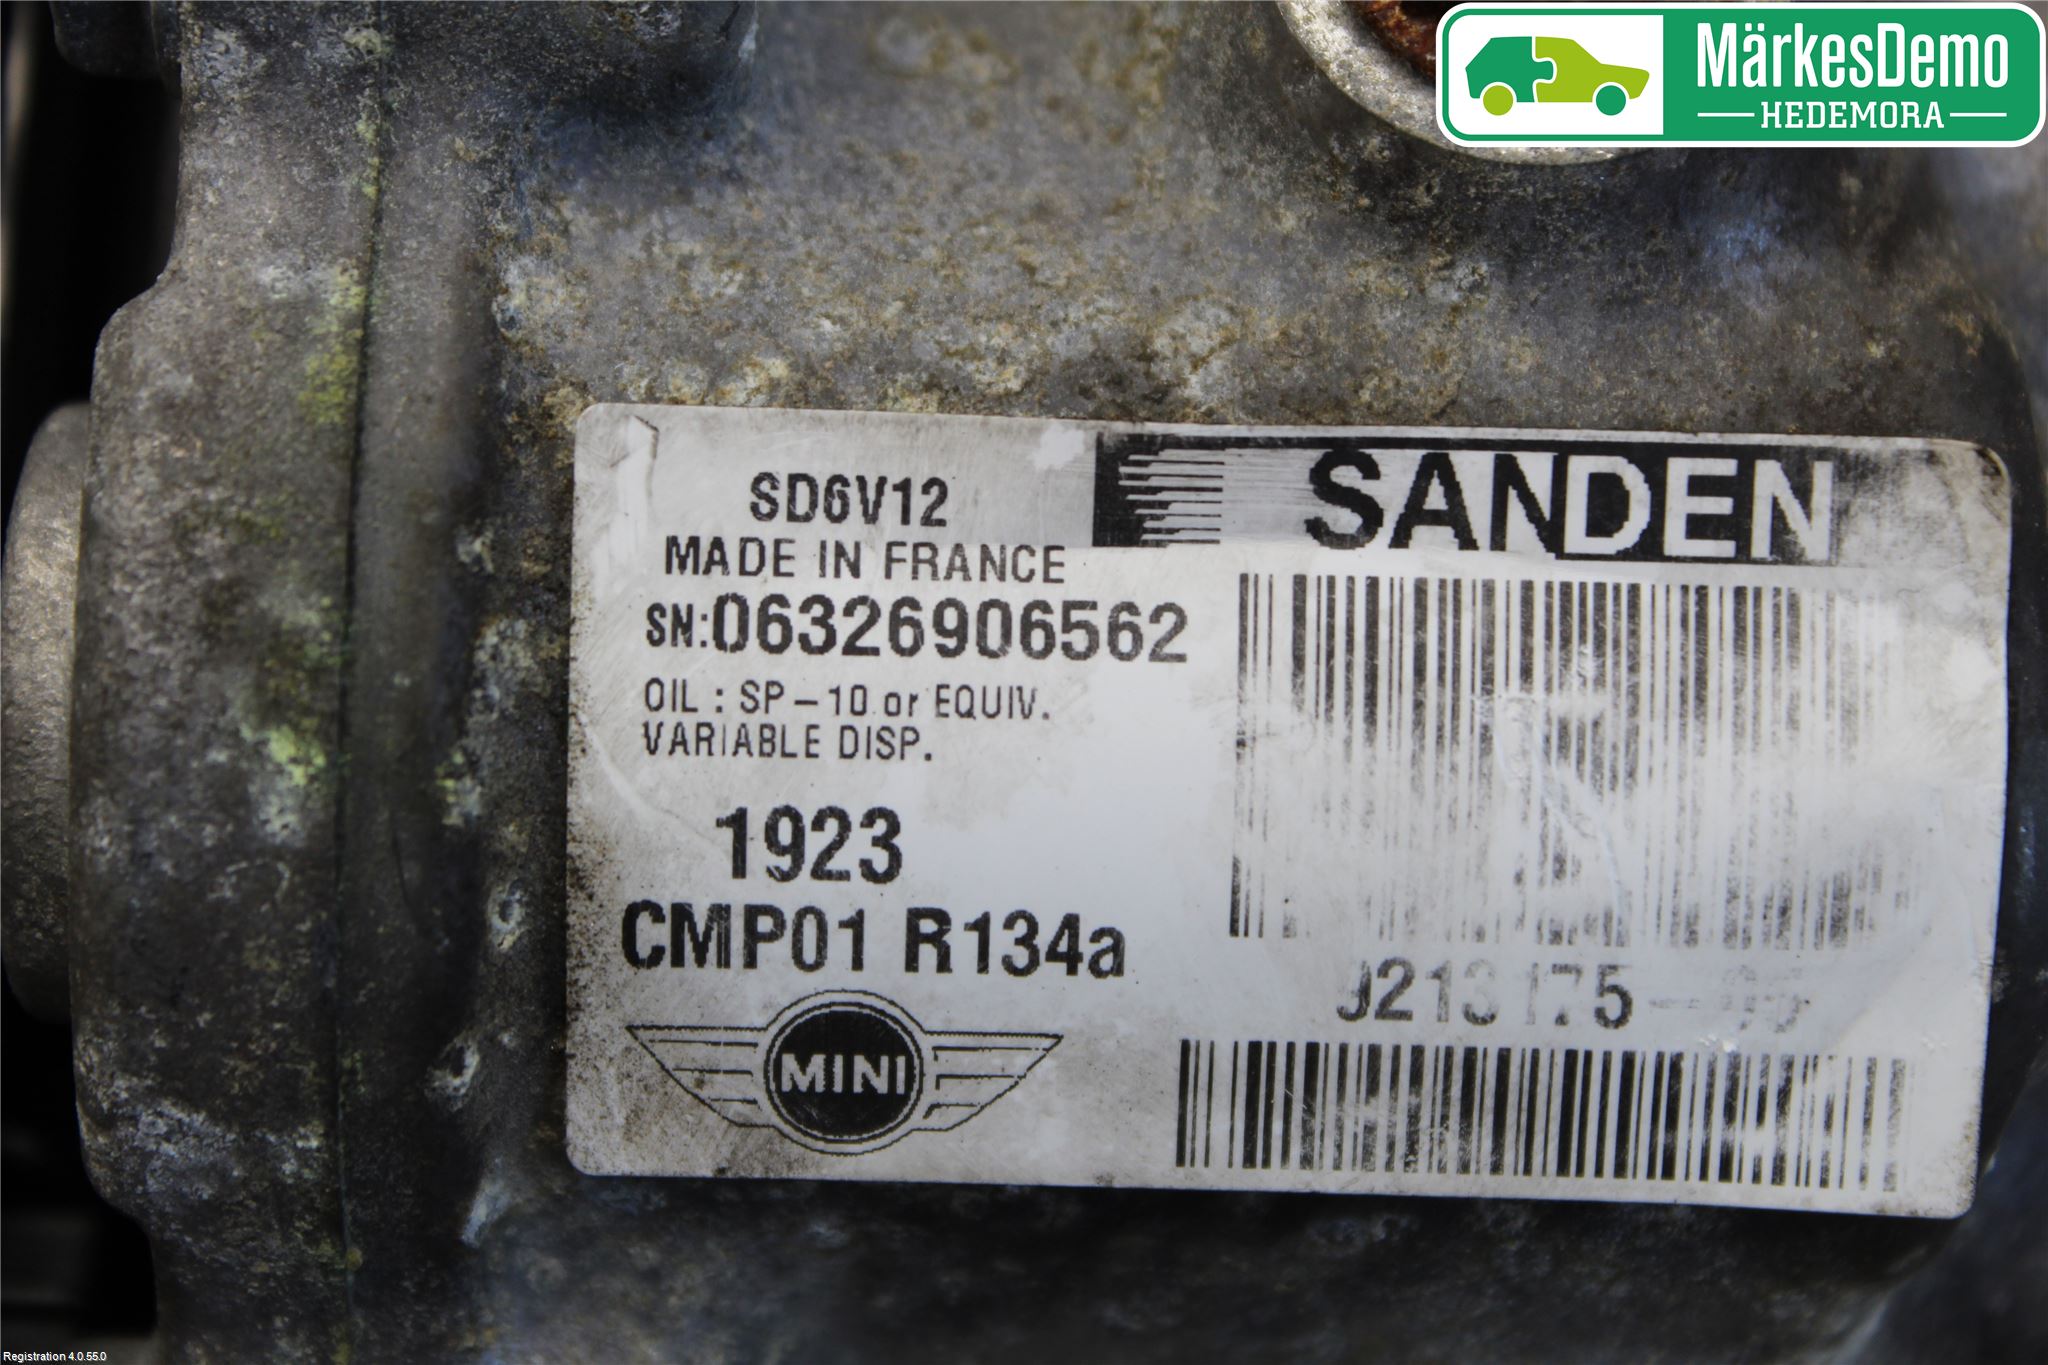 MärkesDemo
HEDEMORA
SANDEN
SD6V12
MADE IN FRANCE
SN:06326906562
OIL : SP-10 or EQUIV.
VARIABLE DISP.
1923
CMP01 R134a
MINI
Registration 4.0.55.0